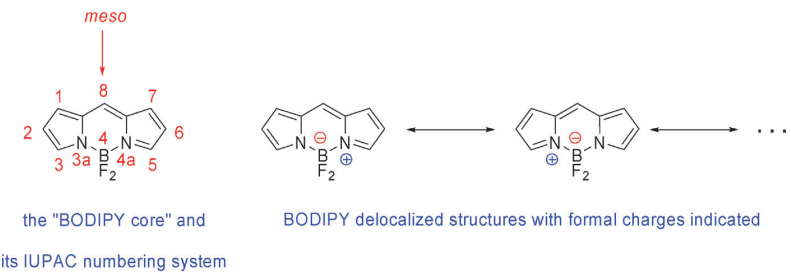 meso
8
1
7
2
4
6
N
N
N
N
N
N
3
3a
B
4a
5
F2
⊖
B
⊕
F2
⊖
⊕
B
F2
...
the "BODIPY core" and
its IUPAC numbering system
BODIPY delocalized structures with formal charges indicated